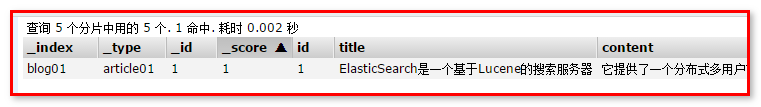 查询 5 个分片中用的 5 个. 1 命中. 耗时 0.002 秒
_index _type _id _score ▲ id title content
blog01 article01 1 1 1 ElasticSearch是一个基于Lucene的搜索服务器 它提供了一个分布式多用户